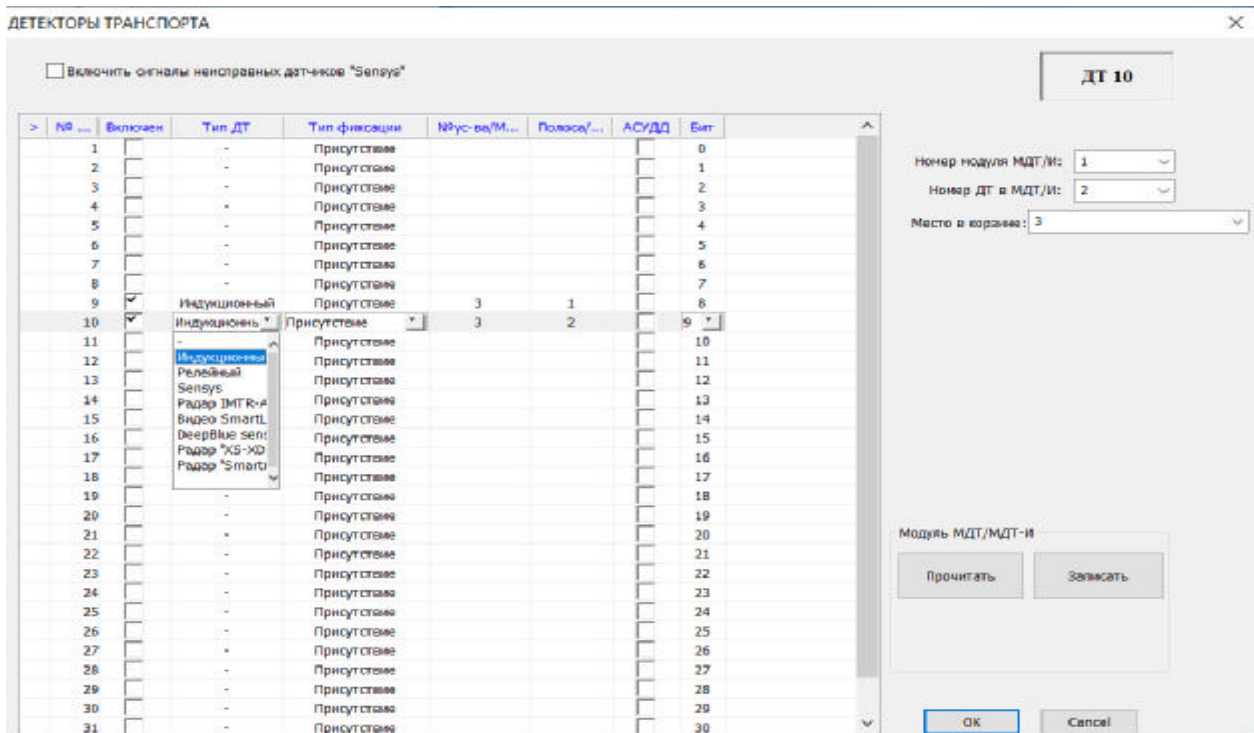 ДЕТЕКТОРЫ ТРАНСПОРТА
Включить сигналы неисправных датчиков "Sensys"
ДТ 10
> № ... Включен Тип ДТ Тип фиксации №ус-ва/М... Полоса/... АСУДД Бит
1 - Присутствие 0
2 - Присутствие 1
3 - Присутствие 2
4 - Присутствие 3
5 - Присутствие 4
6 - Присутствие 5
7 - Присутствие 6
8 - Присутствие 7
9 Индукционный Присутствие 3 1 8
10 Индукционнь Присутствие 3 2 9
11 Присутствие 10
12 Присутствие 11
13 Присутствие 12
14 Присутствие 13
15 Присутствие 14
16 Присутствие 15
17 Присутствие 16
18 Присутствие 17
19 - Присутствие 18
20 - Присутствие 19
21 - Присутствие 20
22 - Присутствие 21
23 - Присутствие 22
24 - Присутствие 23
25 - Присутствие 24
26 - Присутствие 25
27 - Присутствие 26
28 - Присутствие 27
29 - Присутствие 28
30 - Присутствие 29
31 - Присутствие 30
-
Индукционны
Релейный
Sensys
Радар IMTR-A
Видео SmartL
DeepBlue sens
Радар "XS-XD
Радар "Smart
Номер модуля МДТ/И: 1
Номер ДТ в МДТ/И: 2
Место в корзине: 3
Модуль МДТ/МДТ-И
Прочитать Записать
OK Cancel